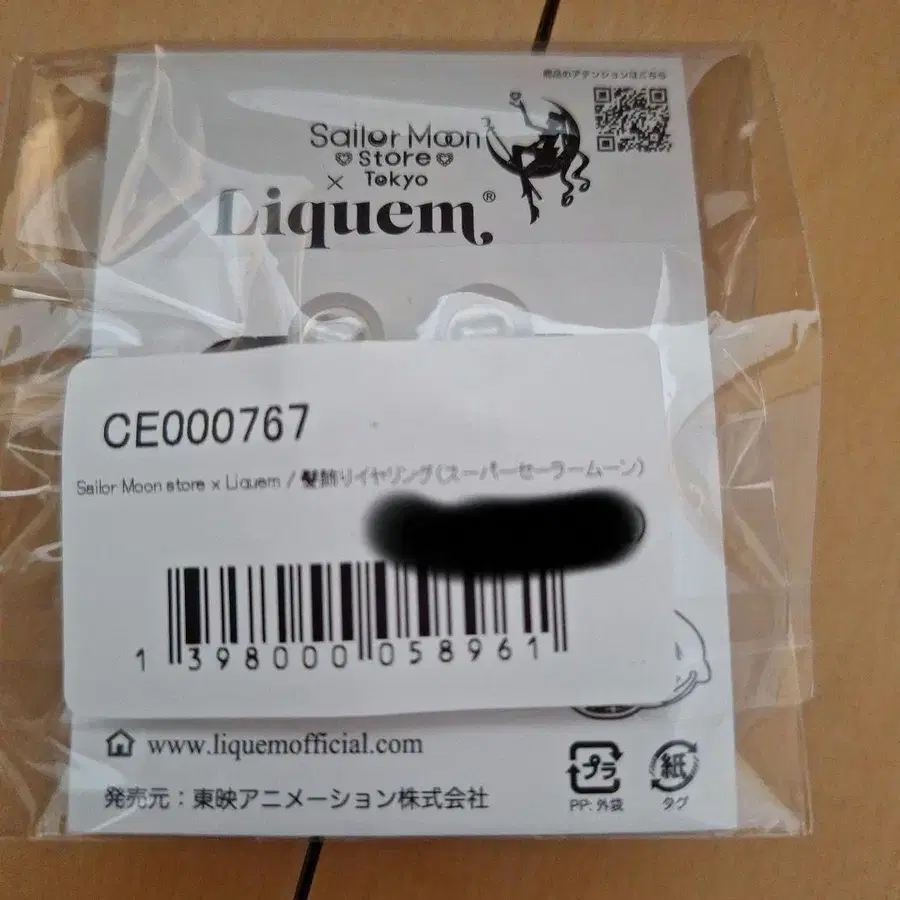 商品のアテンションはこちら
Sailor Moon
store
× Tokyo
Liquem®
CE000767
Sailor Moon store x Liquem / 髪飾りイヤリング(スーパーセーラームーン)
1 398000 058961
www.liquemofficial.com
発売元:東映アニメーション株式会社
プラ
PP: 外袋
紙
タグ